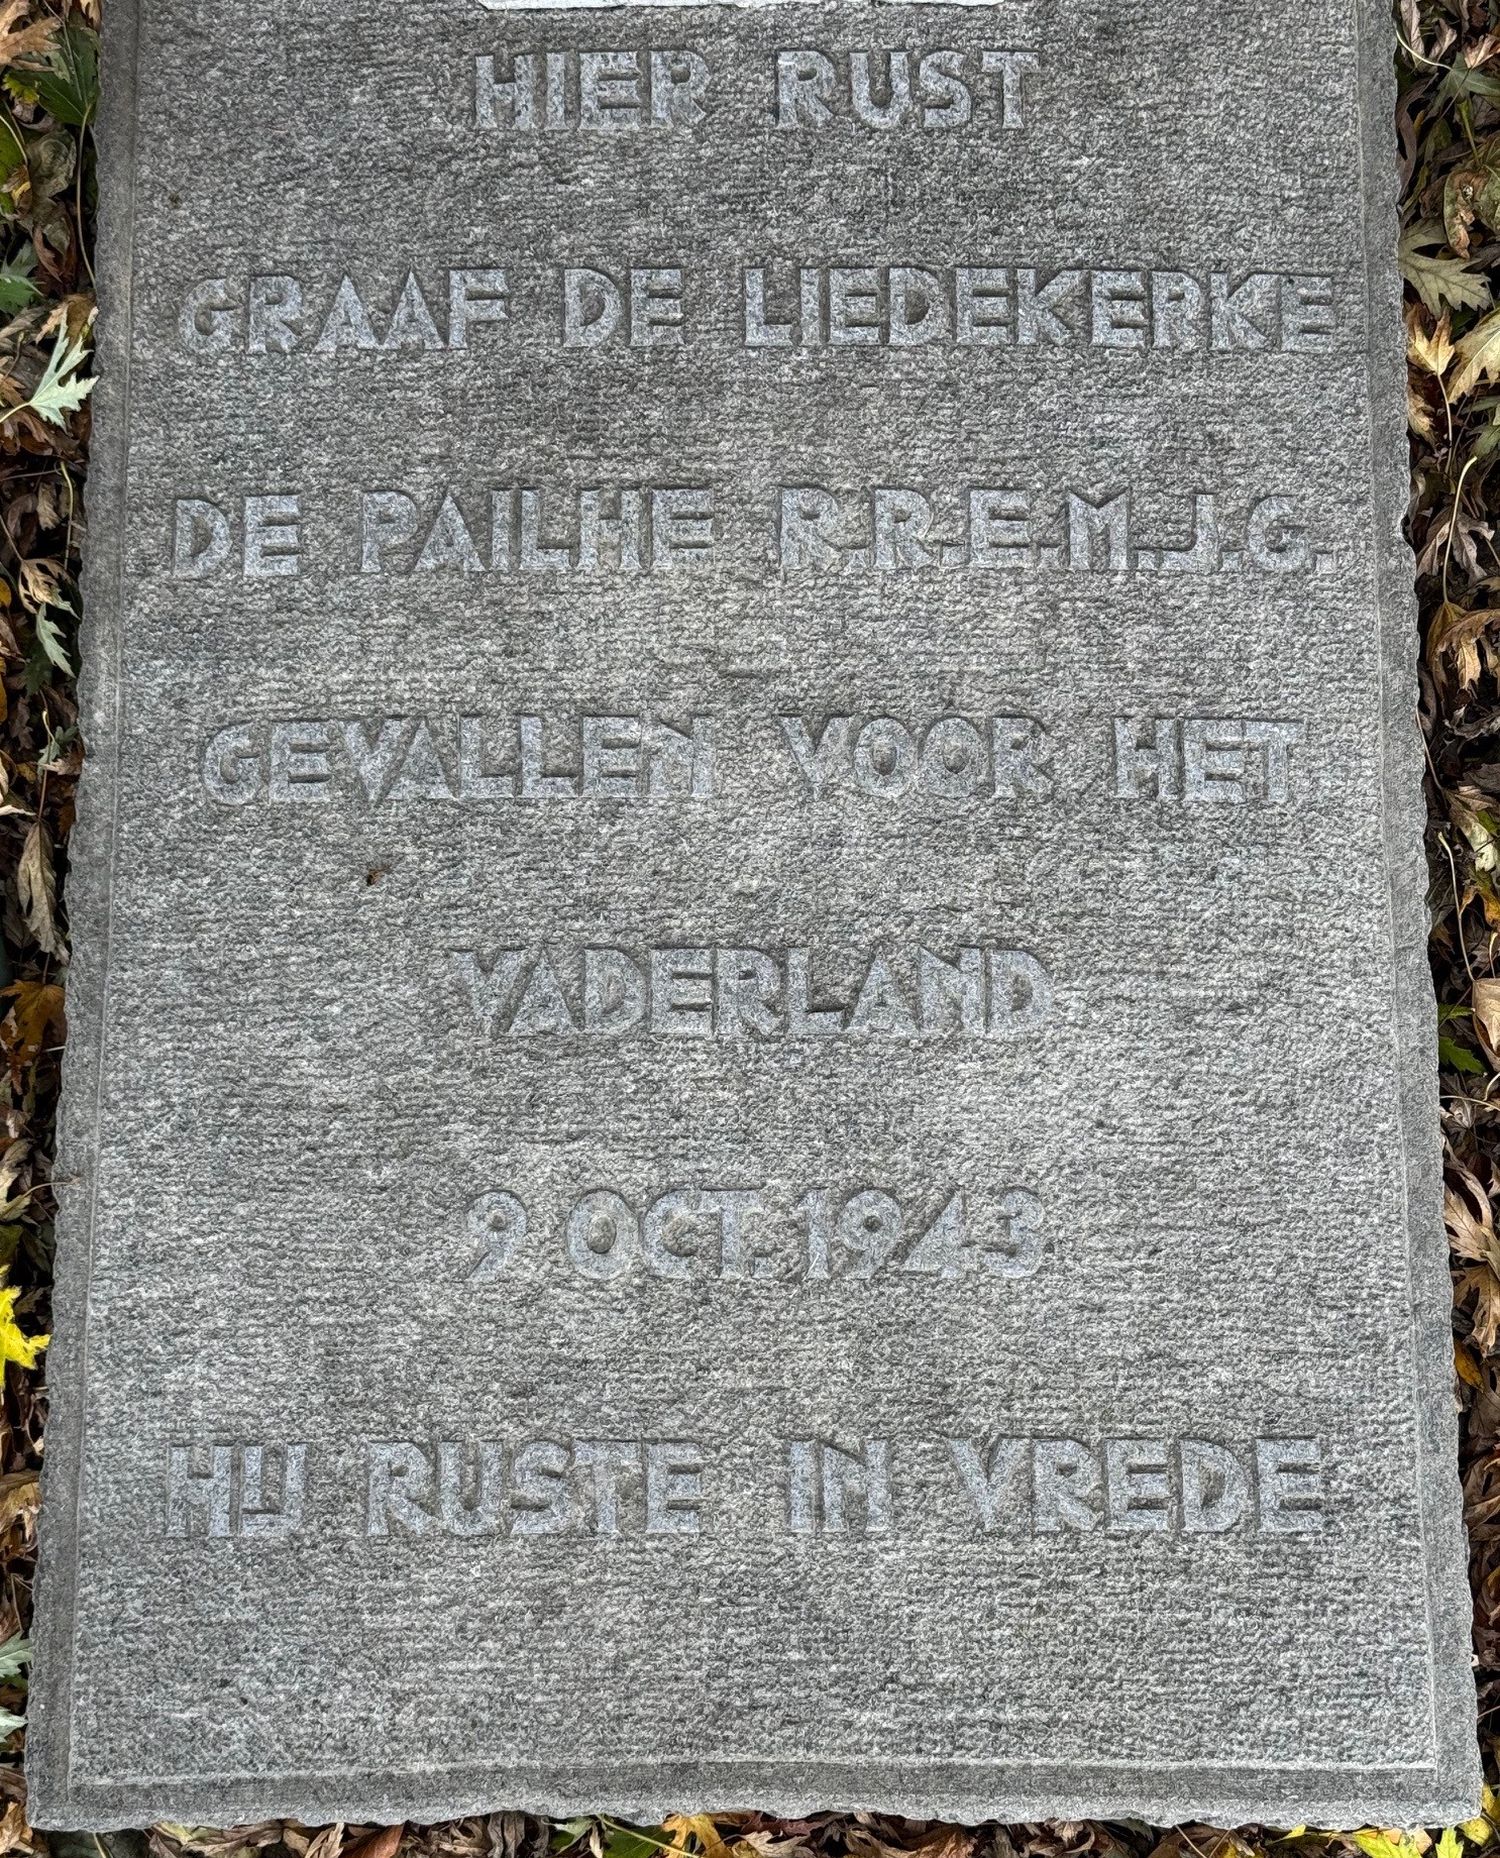 HIER RUST
GRAAF DE LIEDEKERKE
DE PAILHE R.R.E.M.J.G.
GEVALLEN VOOR HET
VADERLAND
9 OCT. 1943
HIJ RUSTE IN VREDE